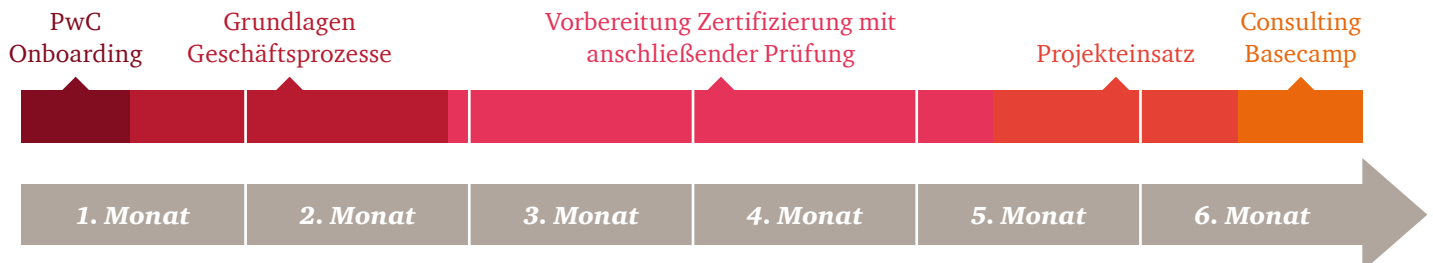 PwC
Onboarding
Grundlagen
Geschäftsprozesse
Vorbereitung Zertifizierung mit
anschließender Prüfung
Projekteinsatz
Consulting
Basecamp
1. Monat
2. Monat
3. Monat
4. Monat
5. Monat
6. Monat